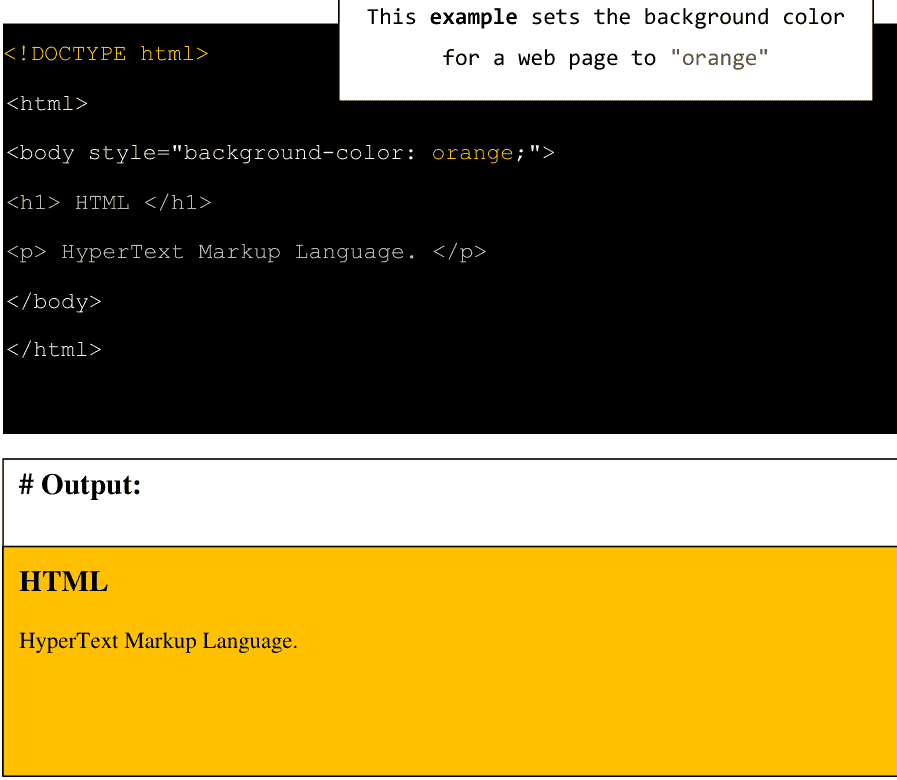 This example sets the background color
for a web page to "orange"
<!DOCTYPE html>
<html>
<body style="background-color: orange;">
<h1> HTML </h1>
<p> HyperText Markup Language. </p>
</body>
</html>
# Output:
HTML
HyperText Markup Language.